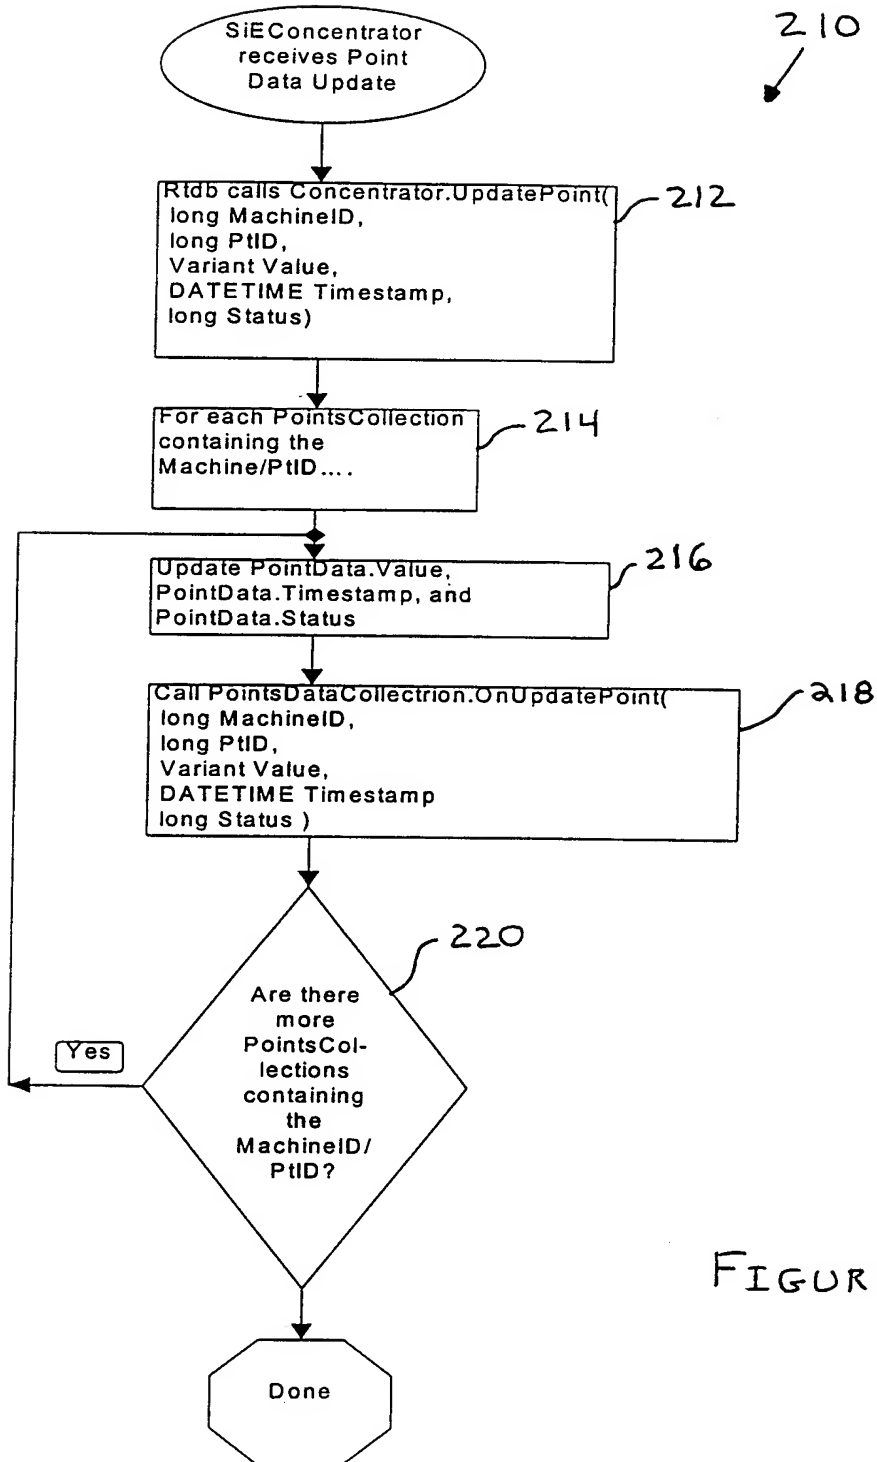 SiEConcentrator
receives Point
Data Update
210
Rtdb calls Concentrator.UpdatePoint(
long MachineID,
long PtID,
Variant Value,
DATETIME Timestamp,
long Status)
212
For each PointsCollection
containing the
Machine/PtID....
214
Update PointData.Value,
PointData.Timestamp, and
PointData.Status
216
Call PointsDataCollectrion.OnUpdatePoint(
long MachineID,
long PtID,
Variant Value,
DATETIME Timestamp
long Status )
218
220
Are there
more
PointsCol-
lections
containing
the
MachineID/
PtID?
Yes
FIGUR
Done